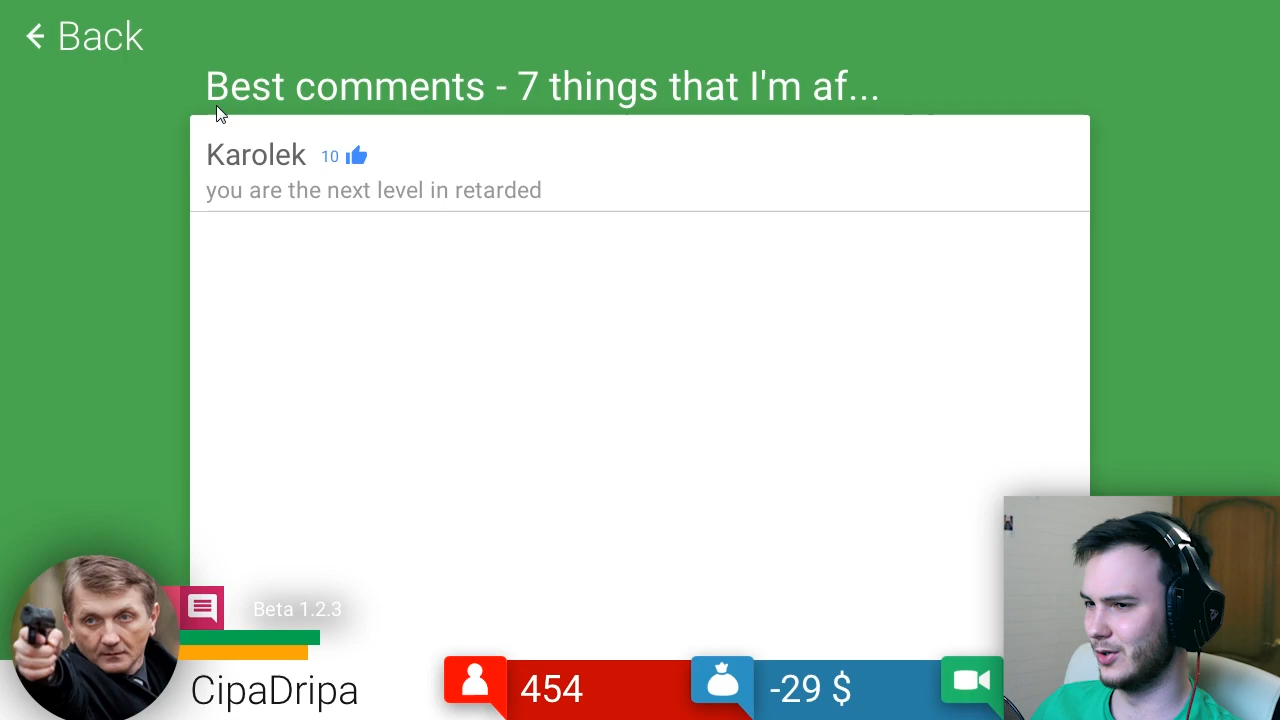 Back
Best comments - 7 things that I'm af...
Karolek 10
you are the next level in retarded
Beta 1.2.3
CipaDripa
454
-29 $